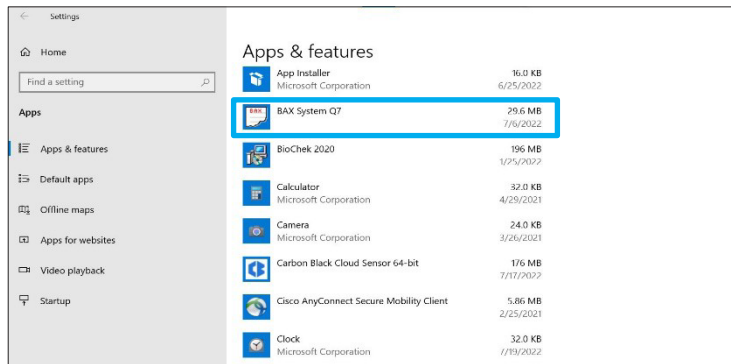 Settings
Home
Find a setting
Apps
Apps & features
Default apps
Offline maps
Apps for websites
Video playback
Startup
Apps & features
App Installer 16.0 KB
Microsoft Corporation 6/25/2022
BAX System Q7 29.6 MB
7/6/2022
BioChek 2020 196 MB
1/25/2022
Calculator 32.0 KB
Microsoft Corporation 4/29/2021
Camera 24.0 KB
Microsoft Corporation 3/26/2021
Carbon Black Cloud Sensor 64-bit 176 MB
7/17/2022
Cisco AnyConnect Secure Mobility Client 5.86 MB
2/25/2021
Clock 32.0 KB
Microsoft Corporation 7/19/2022